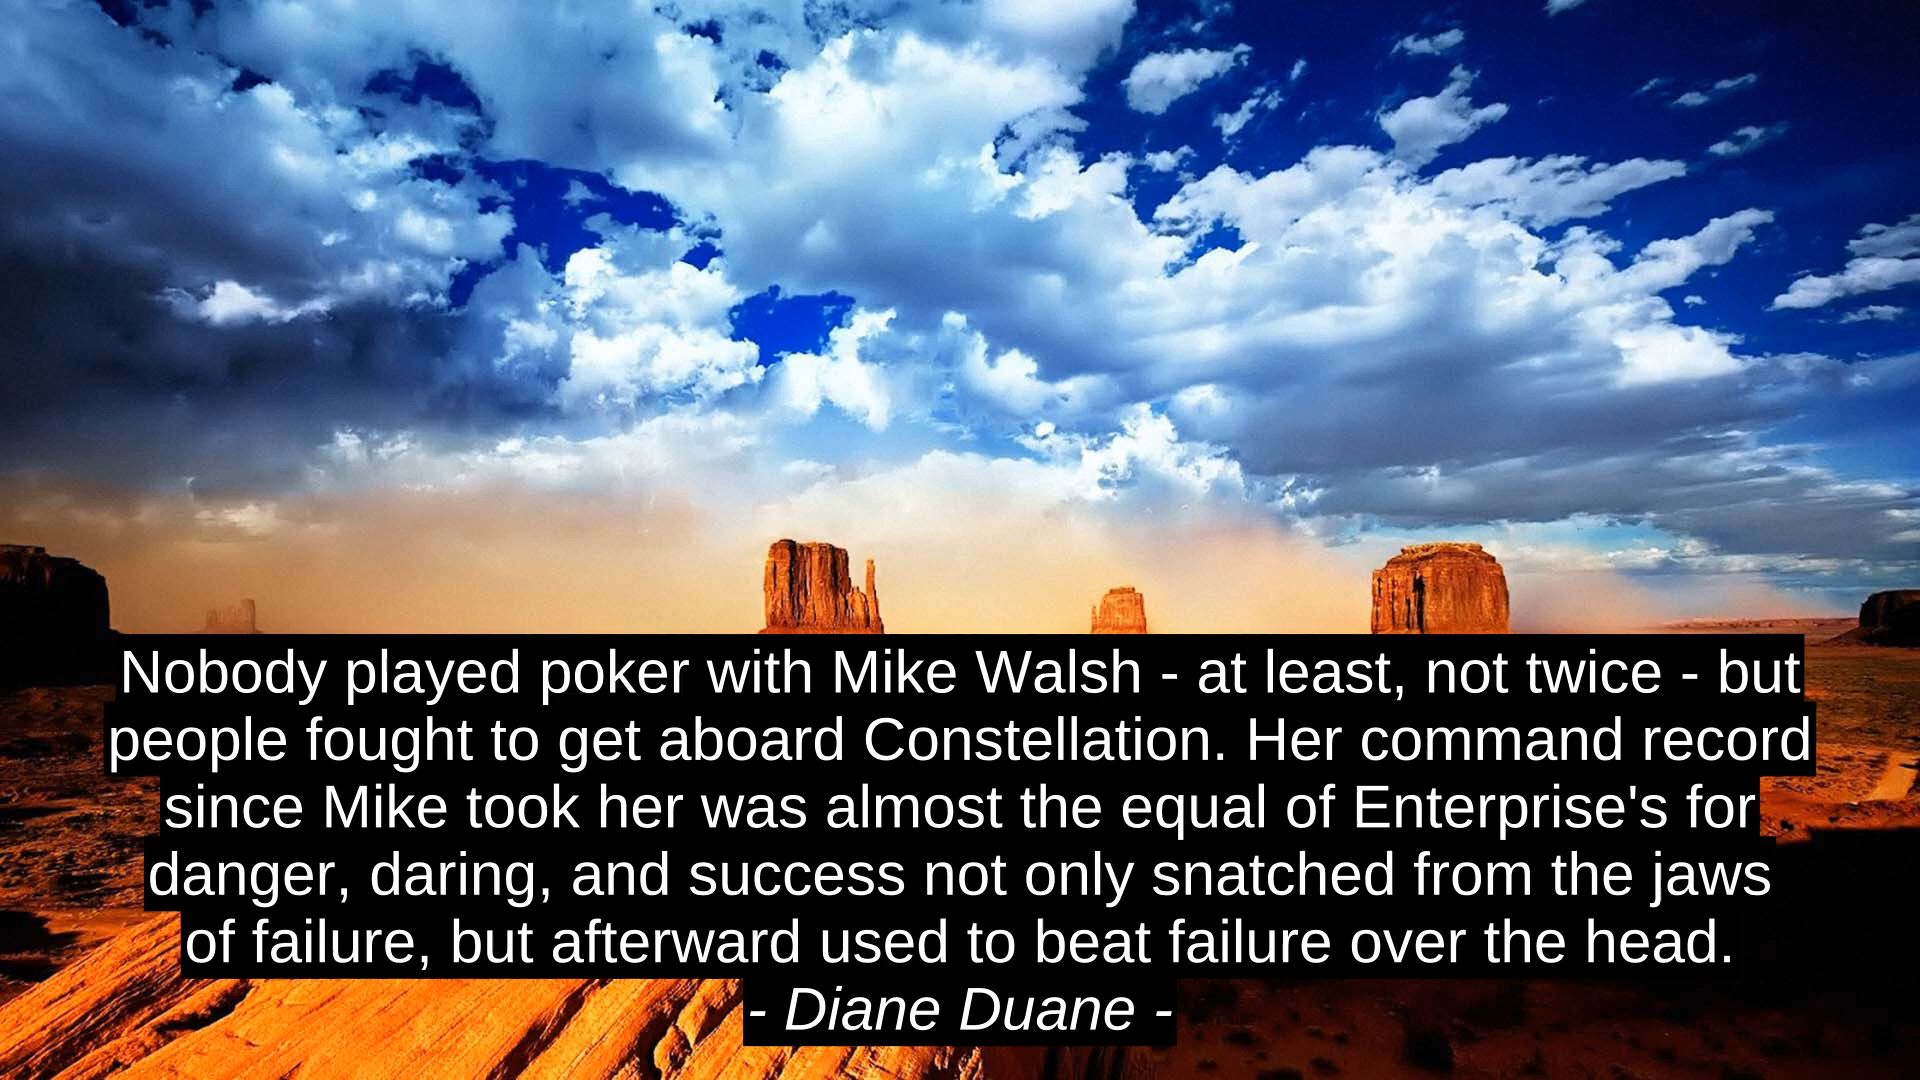 Nobody played poker with Mike Walsh - at least, not twice - but
people fought to get aboard Constellation. Her command record
since Mike took her was almost the equal of Enterprise's for
danger, daring, and success not only snatched from the jaws
of failure, but afterward used to beat failure over the head.
- Diane Duane -